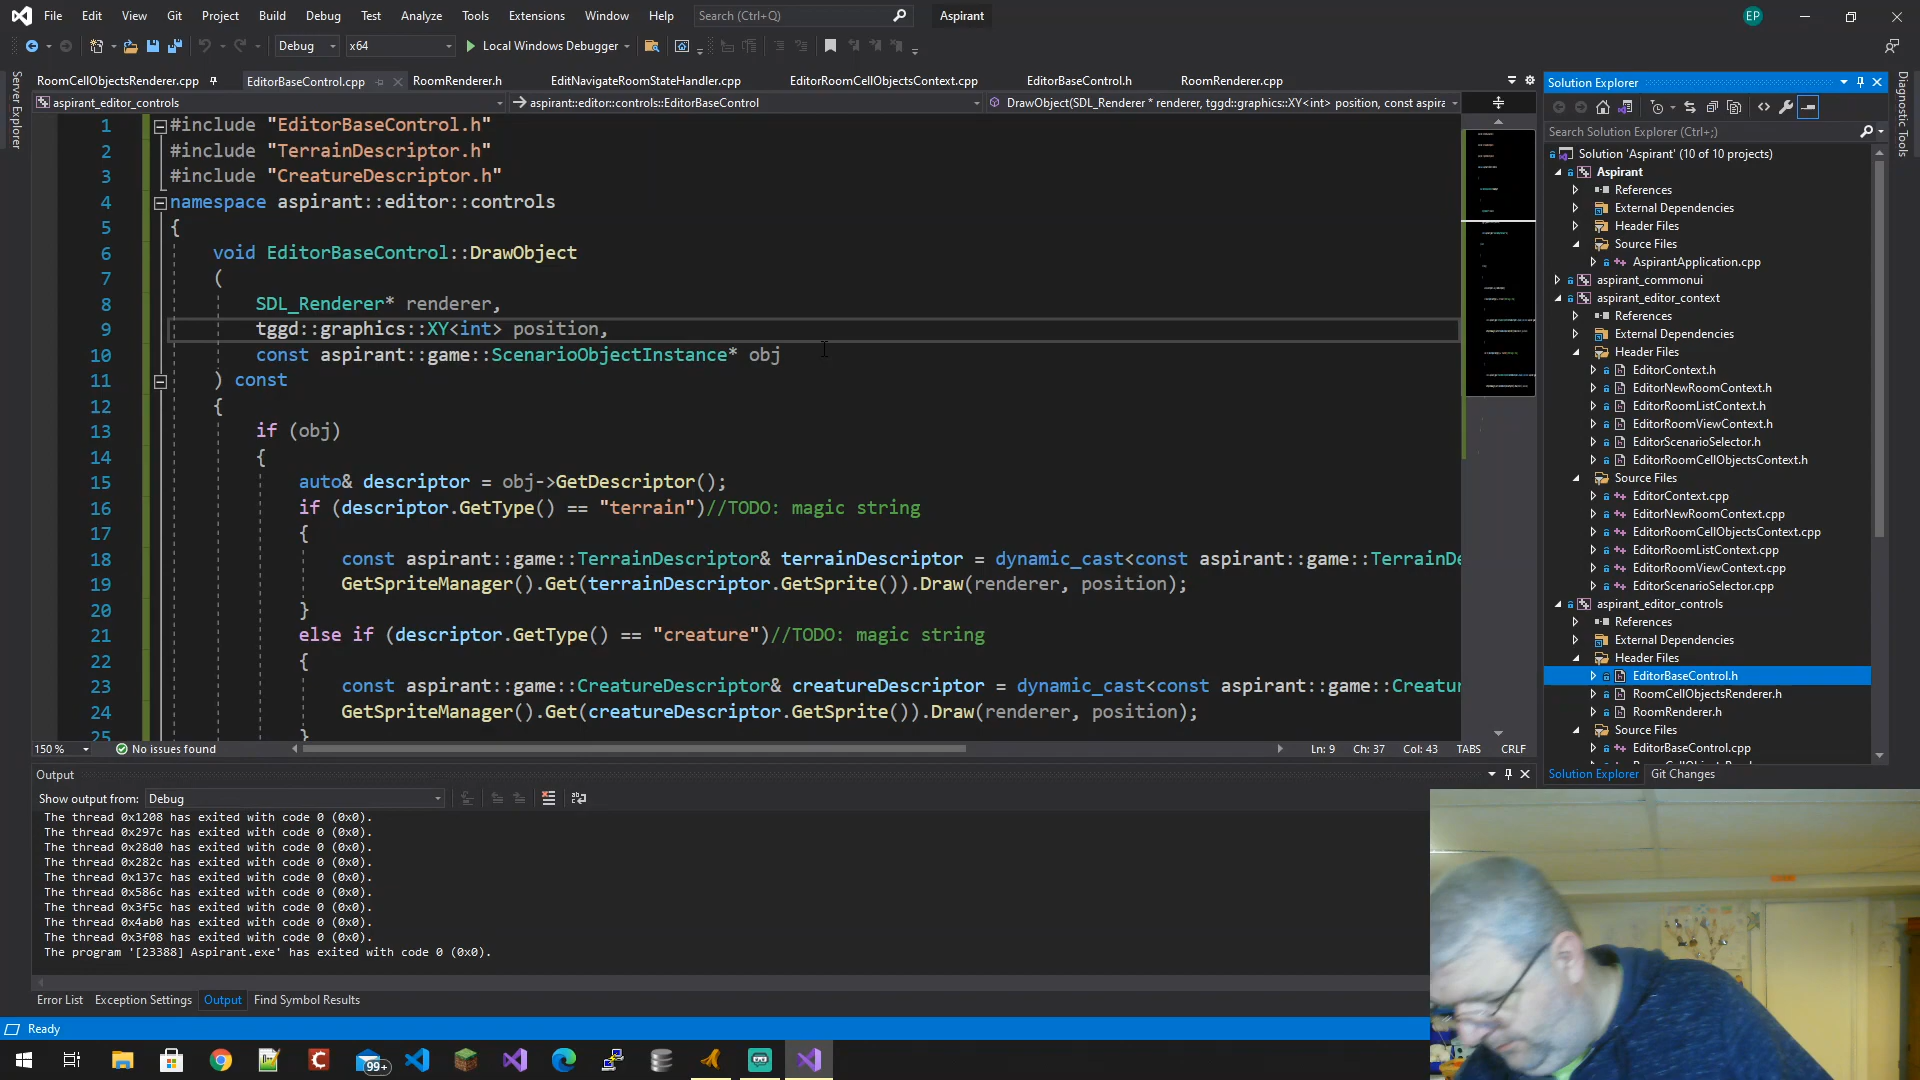 File Edit View Git Project Build Debug Test Analyze Tools Extensions Window Help Search (Ctrl+Q) Aspirant EP
Debug x64 Local Windows Debugger
RoomCellObjectsRenderer.cpp EditorBaseControl.cpp RoomRenderer.h EditNavigateRoomStateHandler.cpp EditorRoomCellObjectsContext.cpp EditorBaseControl.h RoomRenderer.cpp
aspirant_editor_controls aspirant::editor::controls::EditorBaseControl DrawObject(SDL_Renderer * renderer, tggd::graphics::XY<int> position, const aspira
Server Explorer
1 #include "EditorBaseControl.h"
2 #include "TerrainDescriptor.h"
3 #include "CreatureDescriptor.h"
4 namespace aspirant::editor::controls
5 {
6 void EditorBaseControl::DrawObject
7 (
8 SDL_Renderer* renderer,
9 tggd::graphics::XY<int> position,
10 const aspirant::game::ScenarioObjectInstance* obj
11 ) const
12 {
13 if (obj)
14 {
15 auto& descriptor = obj->GetDescriptor();
16 if (descriptor.GetType() == "terrain")//TODO: magic string
17 {
18 const aspirant::game::TerrainDescriptor& terrainDescriptor = dynamic_cast<const aspirant::game::TerrainDe
19 GetSpriteManager().Get(terrainDescriptor.GetSprite()).Draw(renderer, position);
20 }
21 else if (descriptor.GetType() == "creature")//TODO: magic string
22 {
23 const aspirant::game::CreatureDescriptor& creatureDescriptor = dynamic_cast<const aspirant::game::Creatur
24 GetSpriteManager().Get(creatureDescriptor.GetSprite()).Draw(renderer, position);
25 }
150 % No issues found Ln: 9 Ch: 37 Col: 43 TABS CRLF
Output
Show output from: Debug
The thread 0x1208 has exited with code 0 (0x0).
The thread 0x297c has exited with code 0 (0x0).
The thread 0x28d0 has exited with code 0 (0x0).
The thread 0x282c has exited with code 0 (0x0).
The thread 0x137c has exited with code 0 (0x0).
The thread 0x586c has exited with code 0 (0x0).
The thread 0x3f5c has exited with code 0 (0x0).
The thread 0x4ab0 has exited with code 0 (0x0).
The thread 0x3f08 has exited with code 0 (0x0).
The program '[23388] Aspirant.exe' has exited with code 0 (0x0).
Error List Exception Settings Output Find Symbol Results
Ready
99+
Solution Explorer
Search Solution Explorer (Ctrl+;)
Solution 'Aspirant' (10 of 10 projects)
Aspirant
References
External Dependencies
Header Files
Source Files
AspirantApplication.cpp
aspirant_commonui
aspirant_editor_context
References
External Dependencies
Header Files
EditorContext.h
EditorNewRoomContext.h
EditorRoomListContext.h
EditorRoomViewContext.h
EditorScenarioSelector.h
EditorRoomCellObjectsContext.h
Source Files
EditorContext.cpp
EditorNewRoomContext.cpp
EditorRoomCellObjectsContext.cpp
EditorRoomListContext.cpp
EditorRoomViewContext.cpp
EditorScenarioSelector.cpp
aspirant_editor_controls
References
External Dependencies
Header Files
EditorBaseControl.h
RoomCellObjectsRenderer.h
RoomRenderer.h
Source Files
EditorBaseControl.cpp
Solution Explorer Git Changes
Diagnostic Tools